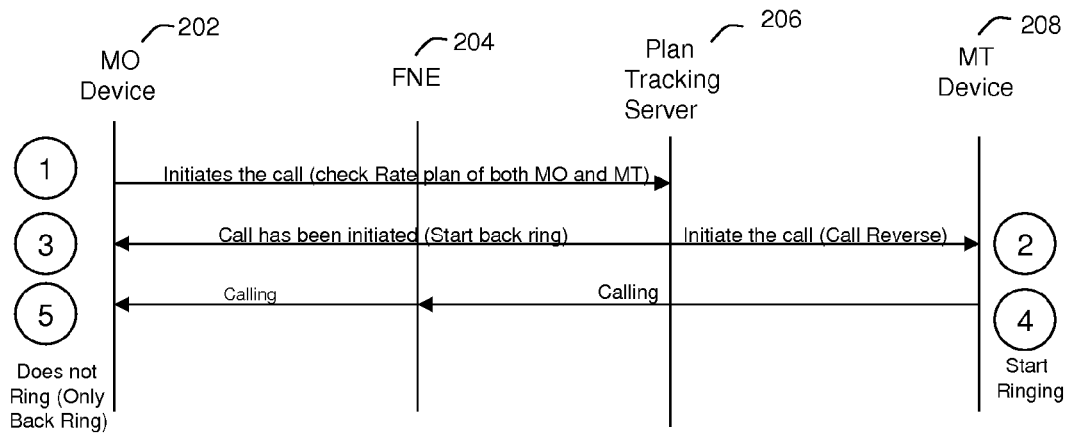 202
MO
Device
204
FNE
206
Plan
Tracking
Server
208
MT
Device
1
Initiates the call (check Rate plan of both MO and MT)
3
Call has been initiated (Start back ring)
Initiate the call (Call Reverse)
2
5
Calling
Calling
4
Does not
Ring (Only
Back Ring)
Start
Ringing